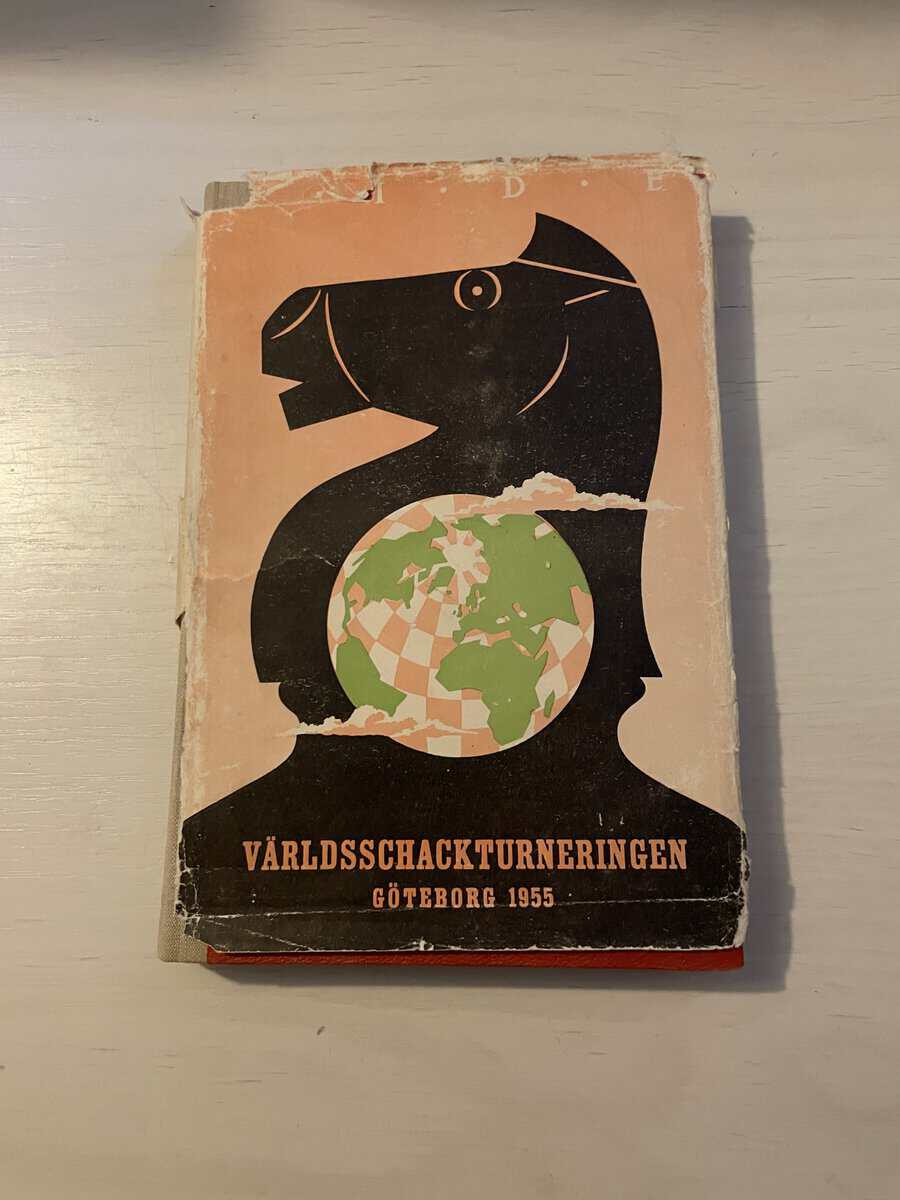 I · D · E
VÄRLDSSCHACKTURNERINGEN
GÖTEBORG 1955